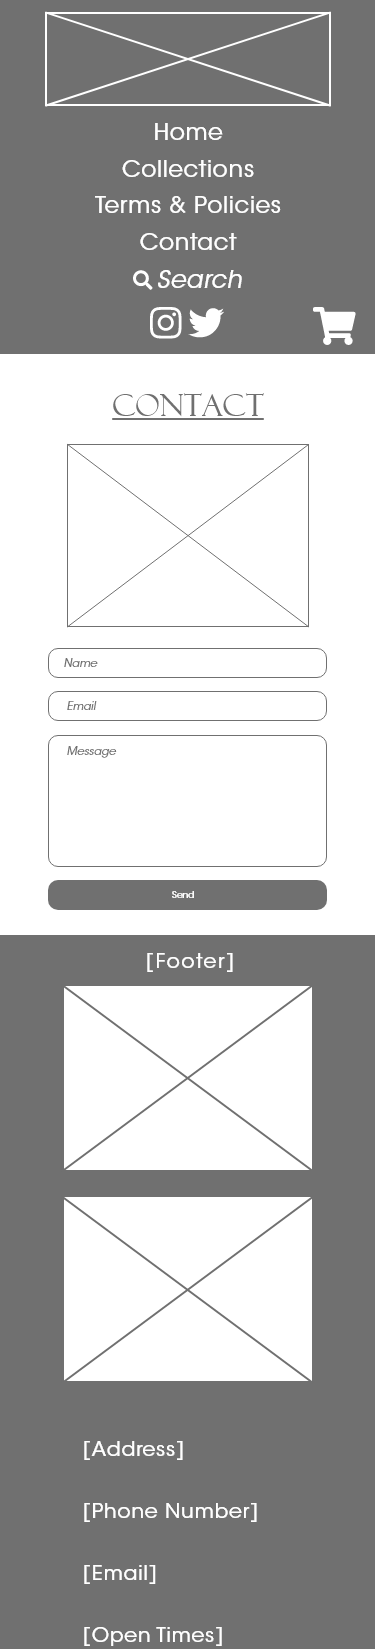 Home
Collections
Terms & Policies
Contact
Search
CONTACT
Name
Email
Message
Send
[Footer]
[Address]
[Phone Number]
[Email]
[Open Times]